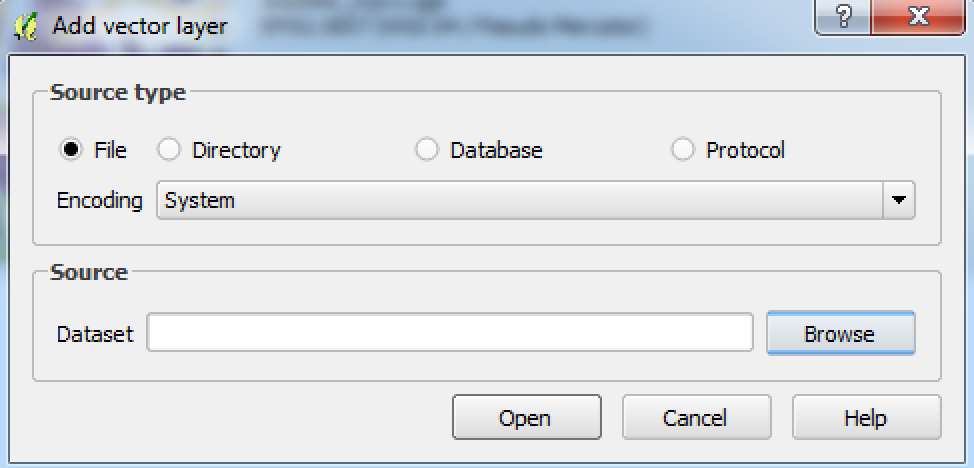 Add vector layer
?
Source type
File Directory Database Protocol
Encoding System
Source
Dataset Browse
Open Cancel Help